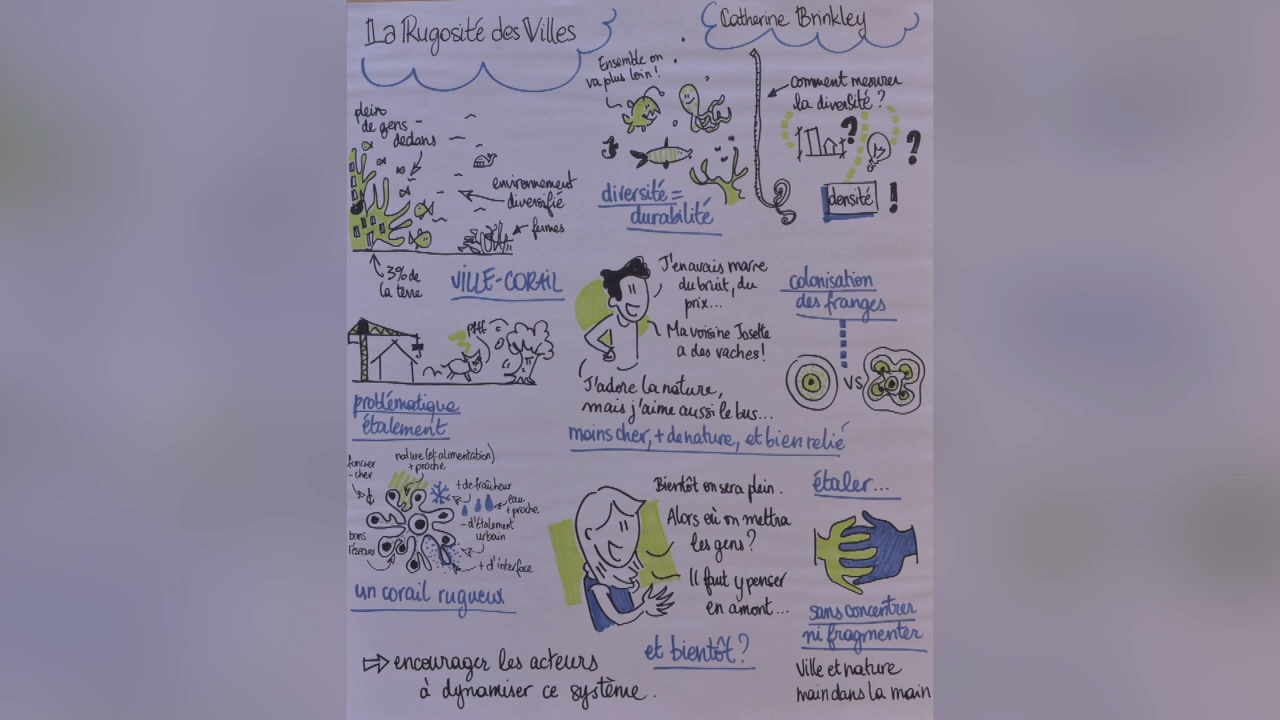 La Rugosité des Villes
Catherine Brinkley
plein
de gens
dedans
environnement
diversifié
fermes
3% de
la terre
VILLE-CORAIL
Ensemble on
va plus loin !
diversité =
durabilité
comment mesurer
la diversité ?
?
?
densité
!
problématique
étalement
pfff
J'en avais marre
du bruit, du
prix...
Ma voisine Josette
a des vaches !
J'adore la nature,
mais j'aime aussi le bus...
moins cher, + de nature, et bien relié
colonisation
des franges
VS
foncier
- cher
nature (et alimentation)
+ proche
+ de fraîcheur
eau
+ proche
- d'étalement
urbain
+ d'interface
bons
réseaux
un corail rugueux
Bientôt on sera plein.
Alors où on mettra
les gens ?
Il faut y penser
en amont...
et bientôt ?
étaler...
sans concentrer
ni fragmenter
Ville et nature
main dans la main
⇒ encourager les acteurs
à dynamiser ce système.